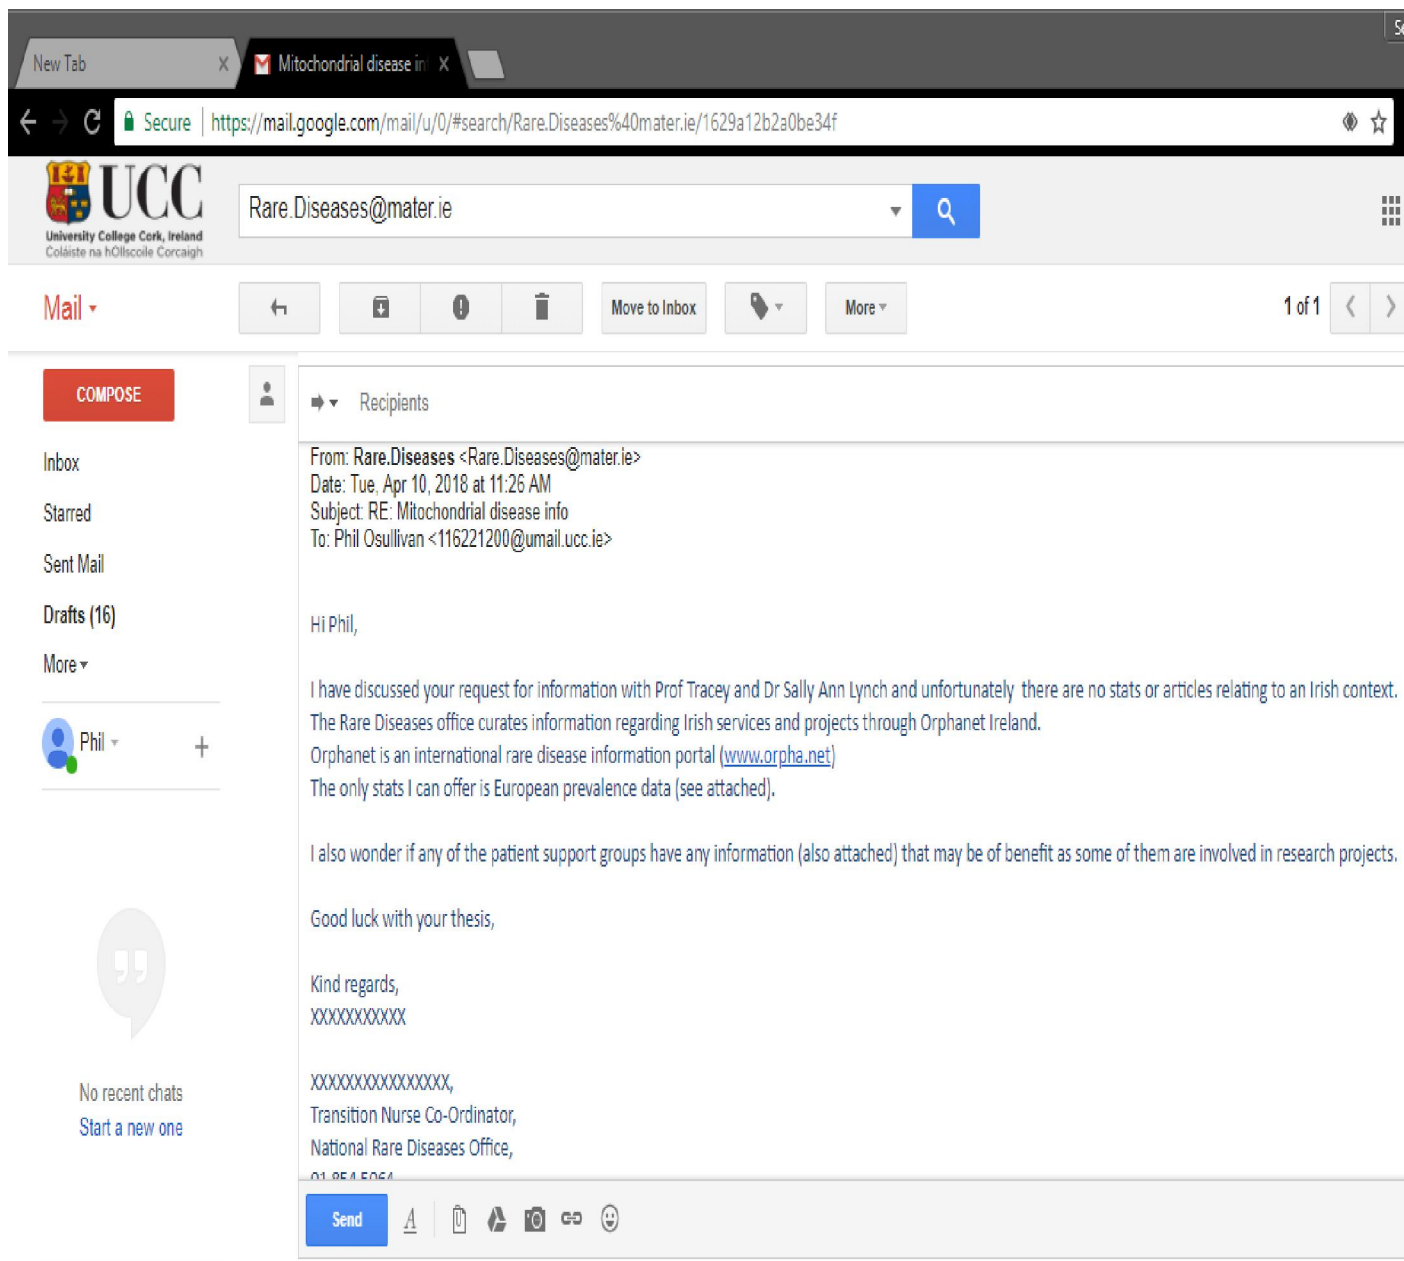 Se
New Tab
Mitochondrial disease in
Secure | https://mail.google.com/mail/u/0/#search/Rare.Diseases%40mater.ie/1629a12b2a0be34f
UCC
University College Cork, Ireland
Coláiste na hOllscoile Corcaigh
Rare.Diseases@mater.ie
Mail
Move to Inbox
More
1 of 1
COMPOSE
Recipients
Inbox
Starred
Sent Mail
Drafts (16)
More
Phil
No recent chats
Start a new one
From: Rare.Diseases <Rare.Diseases@mater.ie>
Date: Tue, Apr 10, 2018 at 11:26 AM
Subject: RE: Mitochondrial disease info
To: Phil Osullivan <116221200@umail.ucc.ie>
Hi Phil,
I have discussed your request for information with Prof Tracey and Dr Sally Ann Lynch and unfortunately there are no stats or articles relating to an Irish context.
The Rare Diseases office curates information regarding Irish services and projects through Orphanet Ireland.
Orphanet is an international rare disease information portal (www.orpha.net)
The only stats I can offer is European prevalence data (see attached).
I also wonder if any of the patient support groups have any information (also attached) that may be of benefit as some of them are involved in research projects.
Good luck with your thesis,
Kind regards,
XXXXXXXXXXX
XXXXXXXXXXXXXXXX,
Transition Nurse Co-Ordinator,
National Rare Diseases Office,
01 854 5064
Send